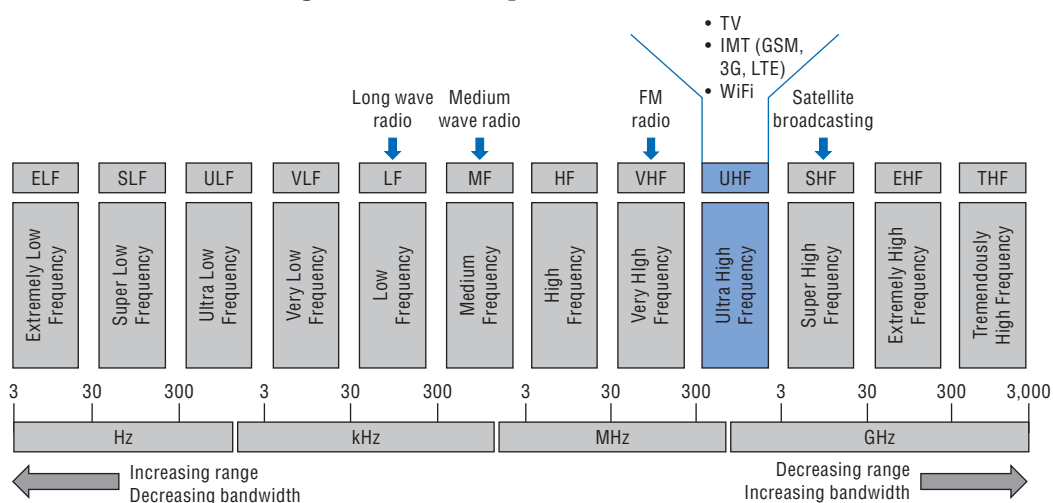 • TV
• IMT (GSM,
3G, LTE)
• WiFi
Long wave
radio
Medium
wave radio
FM
radio
Satellite
broadcasting
ELF
SLF
ULF
VLF
LF
MF
HF
VHF
UHF
SHF
EHF
THF
Extremely Low
Frequency
Super Low
Frequency
Ultra Low
Frequency
Very Low
Frequency
Low
Frequency
Medium
Frequency
High
Frequency
Very HIgh
Frequency
Ultra High
Frequency
Super High
Frequency
Extremely High
Frequency
Tremendously
High Frequency
3 30 300 3 30 300 3 30 300 3 30 300 3,000
Hz kHz MHz GHz
Increasing range
Decreasing bandwidth
Decreasing range
Increasing bandwidth